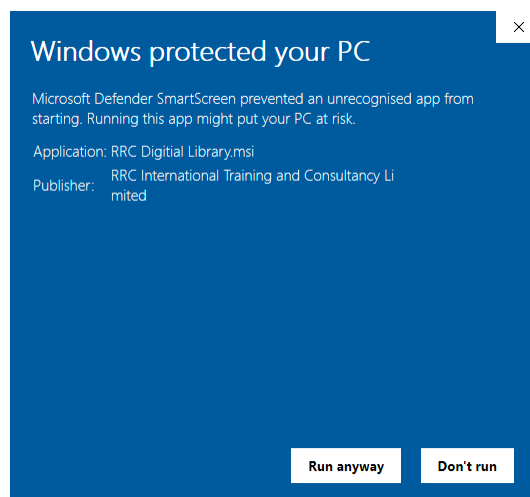 Windows protected your PC
Microsoft Defender SmartScreen prevented an unrecognised app from
starting. Running this app might put your PC at risk.
Application: RRC Digitial Library.msi
Publisher: RRC International Training and Consultancy Li
mited
Run anyway Don't run